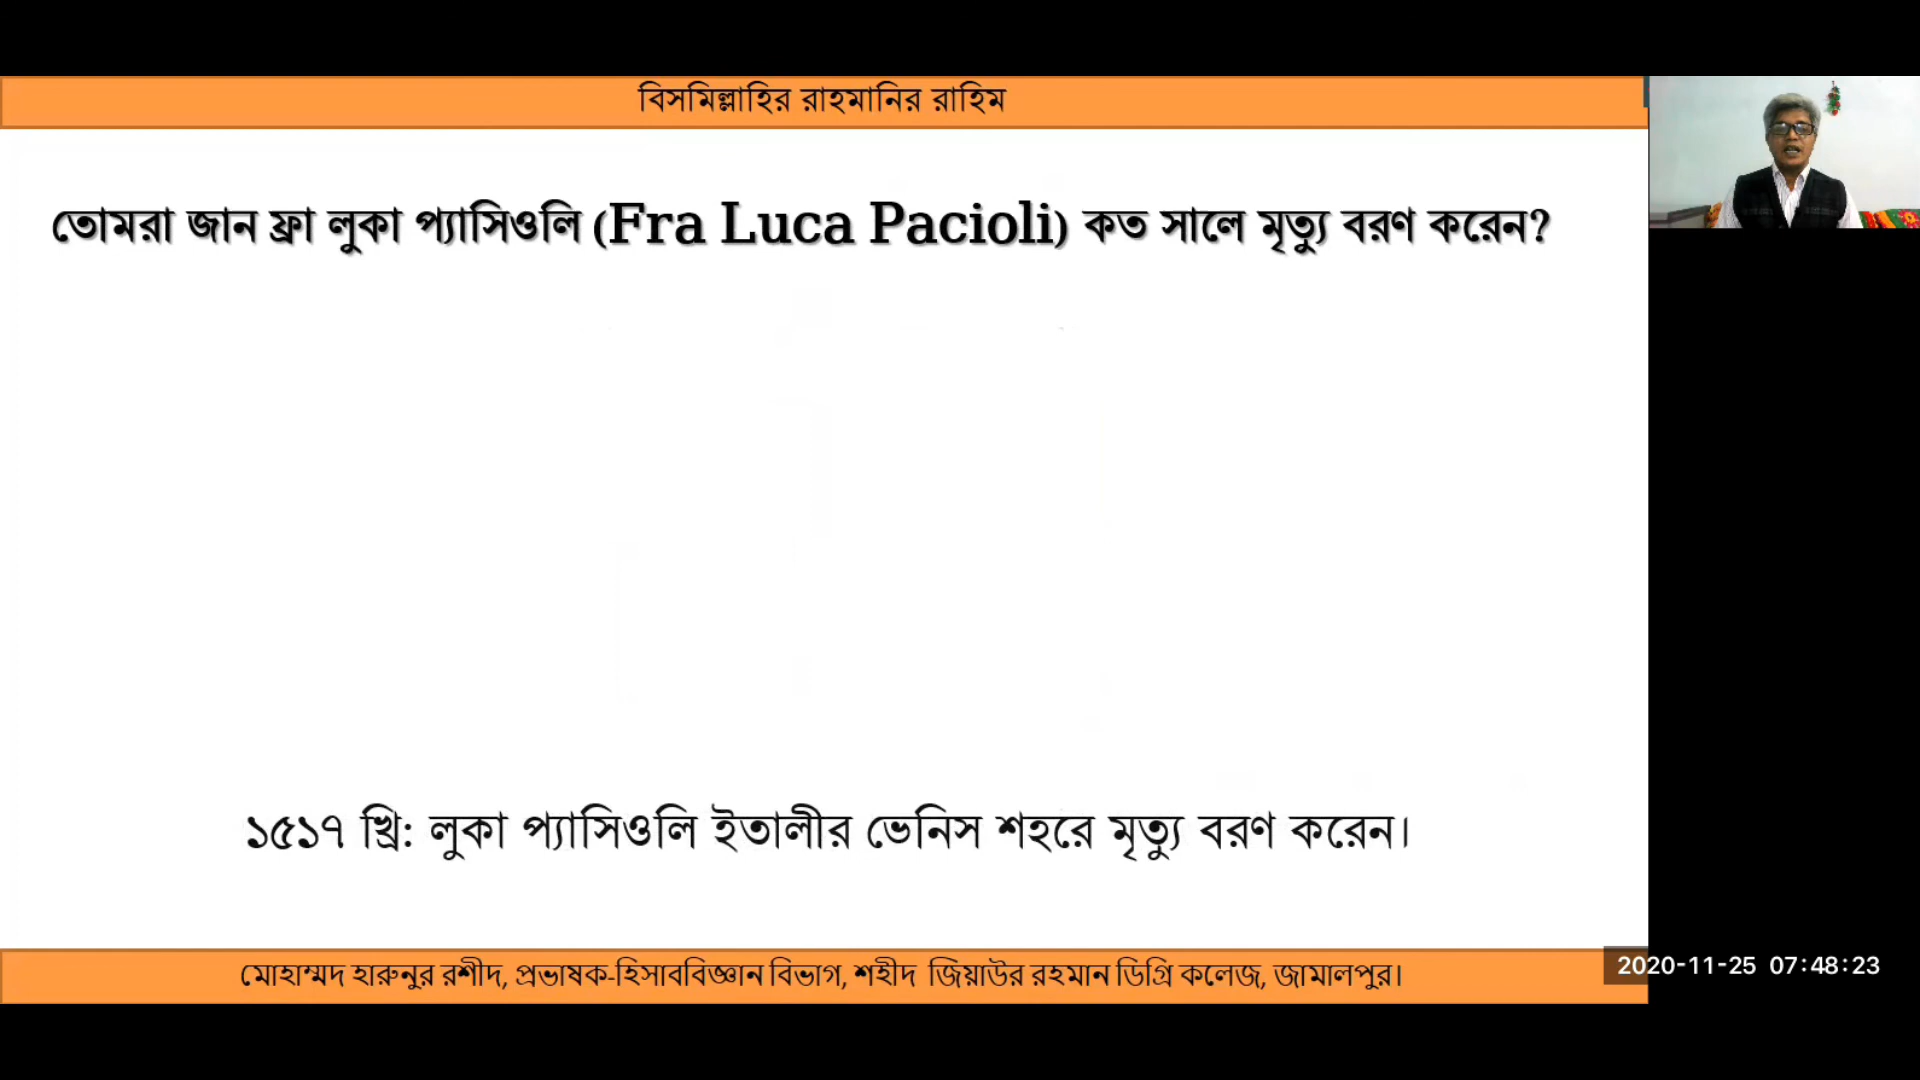 বিসমিল্লাহির রাহমানির রাহিম
তোমরা জান ফ্রা লুকা প্যাসিওলি (Fra Luca Pacioli) কত সালে মৃত্যু বরণ করেন?
১৫১৭ খ্রি: লুকা প্যাসিওলি ইতালীর ভেনিস শহরে মৃত্যু বরণ করেন।
মোহাম্মদ হারুনুর রশীদ, প্রভাষক-হিসাববিজ্ঞান বিভাগ, শহীদ জিয়াউর রহমান ডিগ্রি কলেজ, জামালপুর।
2020-11-25 07:48:23